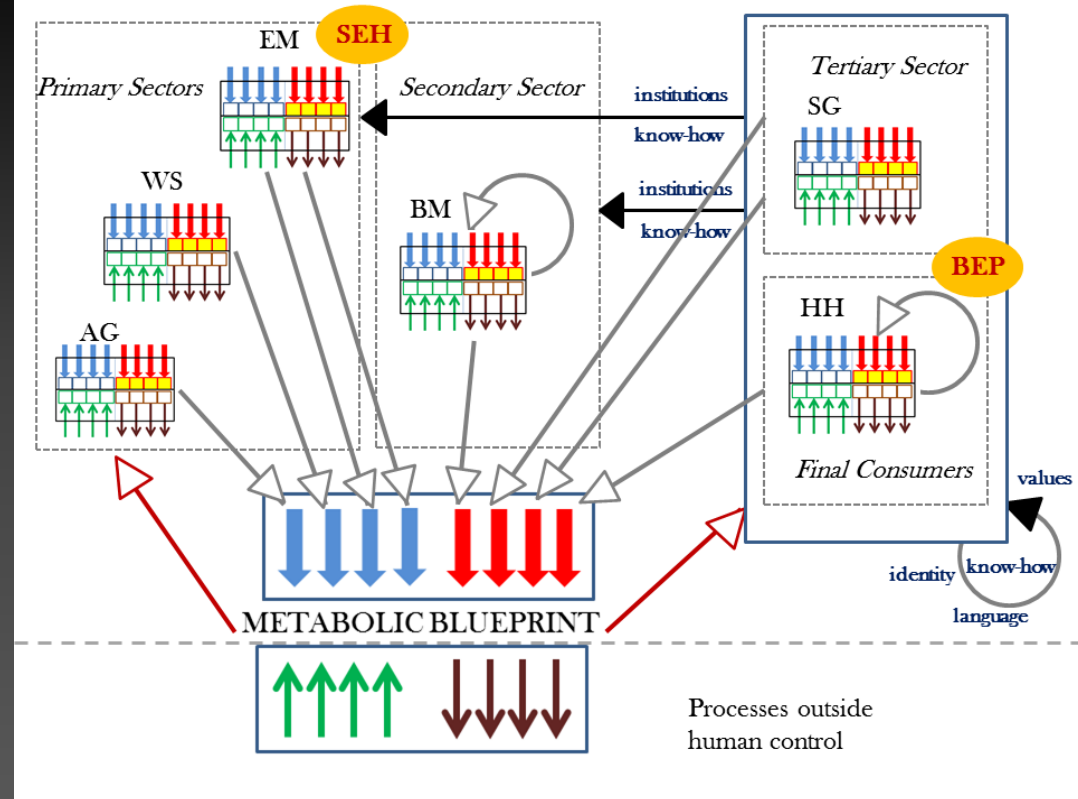 EM
SEH
Primary Sectors
Secondary Sector
Tertiary Sector
institutions
know-how
SG
WS
BM
institutions
know-how
BEP
HH
AG
Final Consumers
values
identity
know-how
language
METABOLIC BLUEPRINT
Processes outside
human control